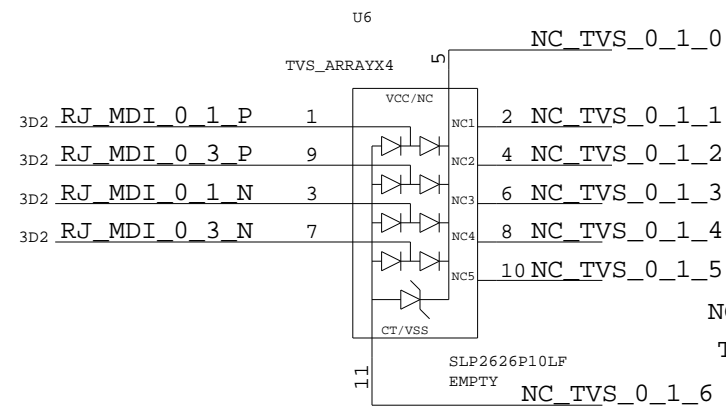 U6
NC_TVS_0_1_0
5
TVS_ARRAYX4
VCC/NC
3D2 RJ_MDI_0_1_P 1 NC1 2 NC_TVS_0_1_1
3D2 RJ_MDI_0_3_P 9 NC2 4 NC_TVS_0_1_2
3D2 RJ_MDI_0_1_N 3 NC3 6 NC_TVS_0_1_3
3D2 RJ_MDI_0_3_N 7 NC4 8 NC_TVS_0_1_4
NC5 10 NC_TVS_0_1_5
CT/VSS
SLP2626P10LF
EMPTY
11
NC_TVS_0_1_6